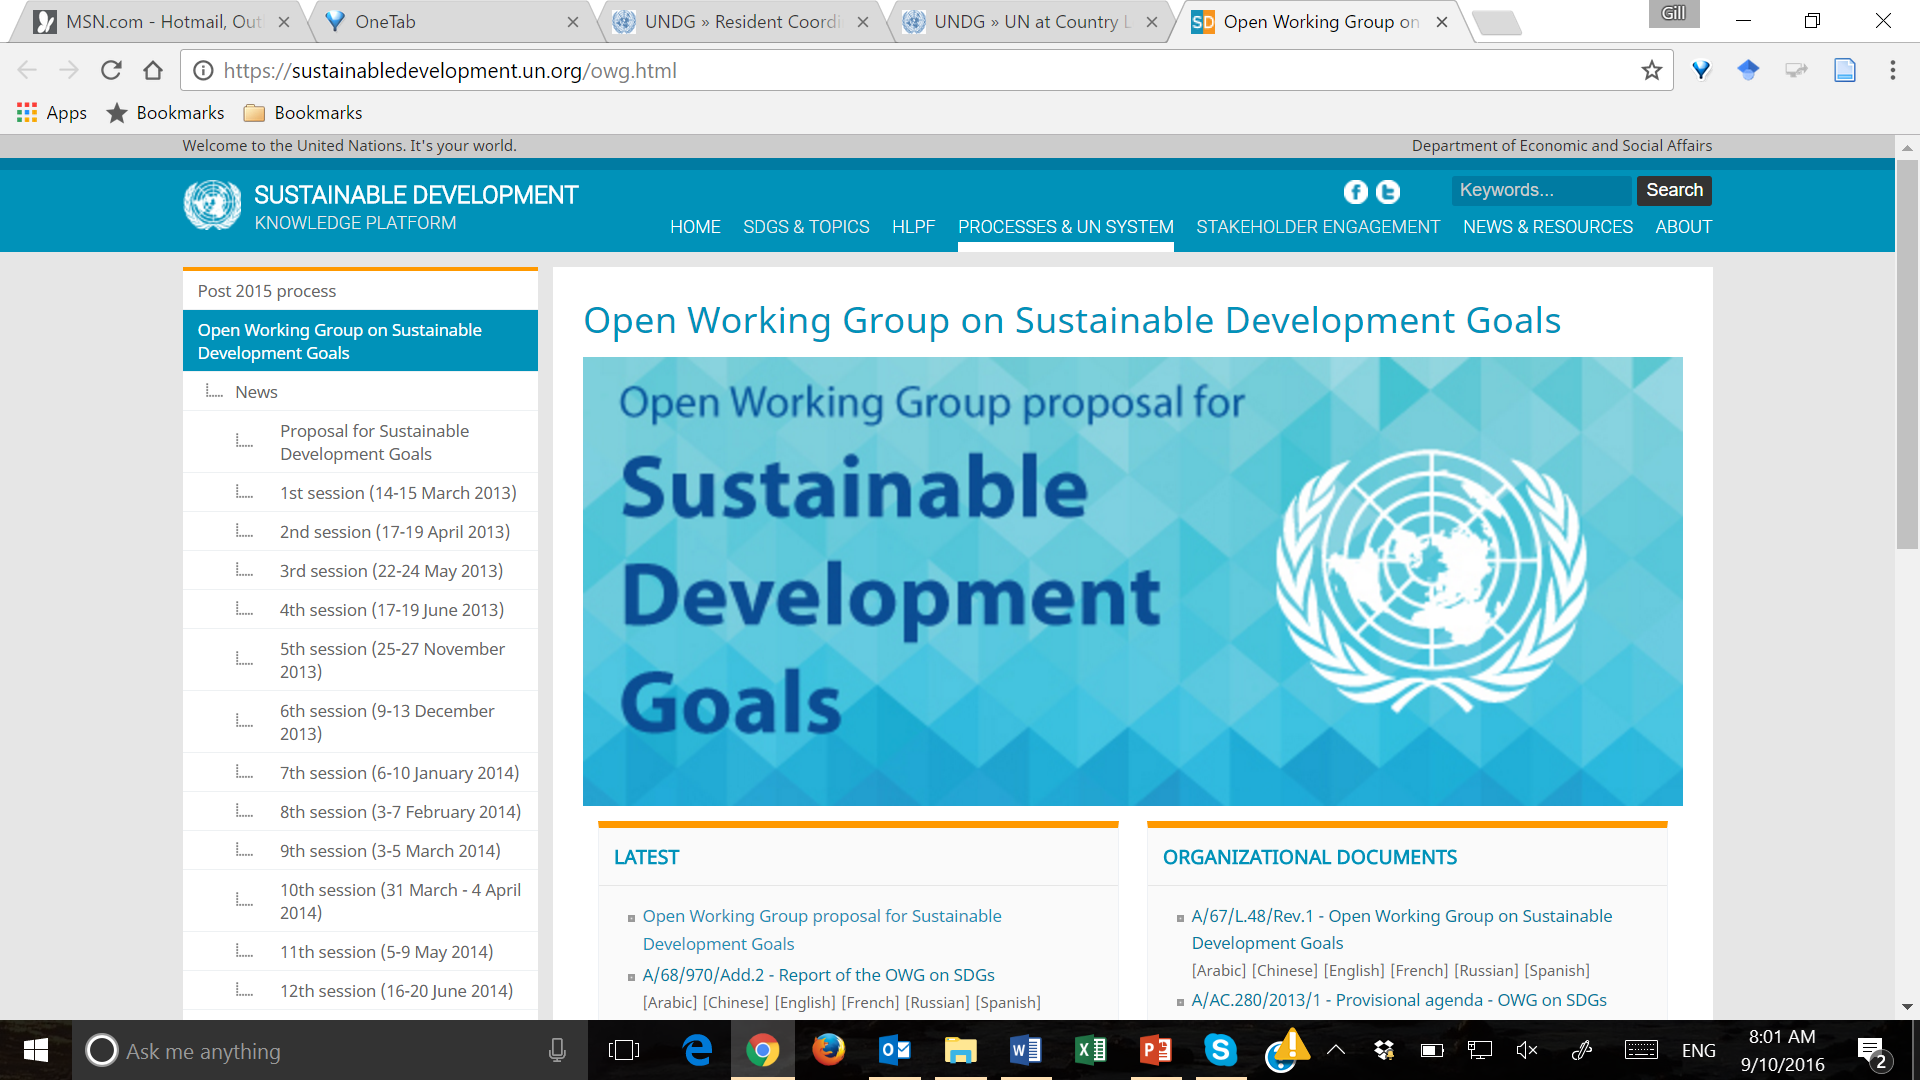 MSN.com - Hotmail, Out
OneTab
UNDG » Resident Coordi
UNDG » UN at Country L
SD Open Working Group on
Gill
https://sustainabledevelopment.un.org/owg.html
Apps
Bookmarks
Bookmarks
Welcome to the United Nations. It's your world.
Department of Economic and Social Affairs
SUSTAINABLE DEVELOPMENT
KNOWLEDGE PLATFORM
Keywords...
Search
HOME
SDGS & TOPICS
HLPF
PROCESSES & UN SYSTEM
STAKEHOLDER ENGAGEMENT
NEWS & RESOURCES
ABOUT
Post 2015 process
Open Working Group on Sustainable
Development Goals
News
Proposal for Sustainable
Development Goals
1st session (14-15 March 2013)
2nd session (17-19 April 2013)
3rd session (22-24 May 2013)
4th session (17-19 June 2013)
5th session (25-27 November
2013)
6th session (9-13 December
2013)
7th session (6-10 January 2014)
8th session (3-7 February 2014)
9th session (3-5 March 2014)
10th session (31 March - 4 April
2014)
11th session (5-9 May 2014)
12th session (16-20 June 2014)
Open Working Group on Sustainable Development Goals
Open Working Group proposal for
Sustainable
Development
Goals
LATEST
Open Working Group proposal for Sustainable
Development Goals
A/68/970/Add.2 - Report of the OWG on SDGs
[Arabic] [Chinese] [English] [French] [Russian] [Spanish]
ORGANIZATIONAL DOCUMENTS
A/67/L.48/Rev.1 - Open Working Group on Sustainable
Development Goals
[Arabic] [Chinese] [English] [French] [Russian] [Spanish]
A/AC.280/2013/1 - Provisional agenda - OWG on SDGs
Ask me anything
ENG
8:01 AM
9/10/2016
2